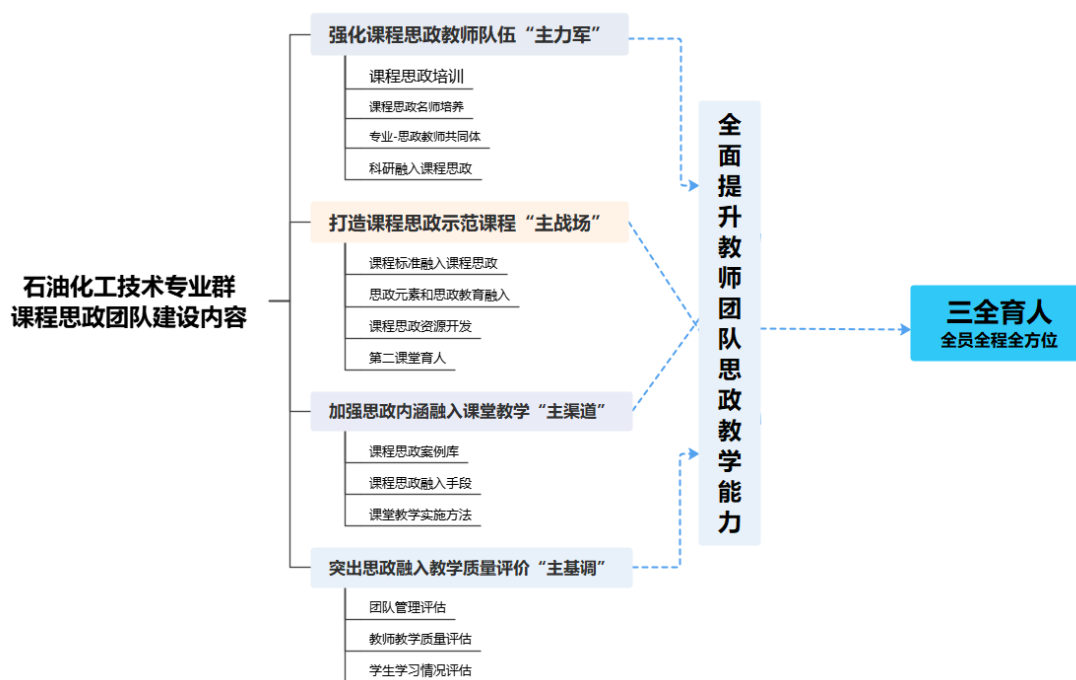 石油化工技术专业群
课程思政团队建设内容
强化课程思政教师队伍“主力军”
课程思政培训
课程思政名师培养
专业-思政教师共同体
科研融入课程思政
打造课程思政示范课程“主战场”
课程标准融入课程思政
思政元素和思政教育融入
课程思政资源开发
第二课堂育人
加强思政内涵融入课堂教学“主渠道”
课程思政案例库
课程思政融入手段
课堂教学实施方法
突出思政融入教学质量评价“主基调”
团队管理评估
教师教学质量评估
学生学习情况评估
全面提升教师团队思政教学能力
三全育人
全员全程全方位